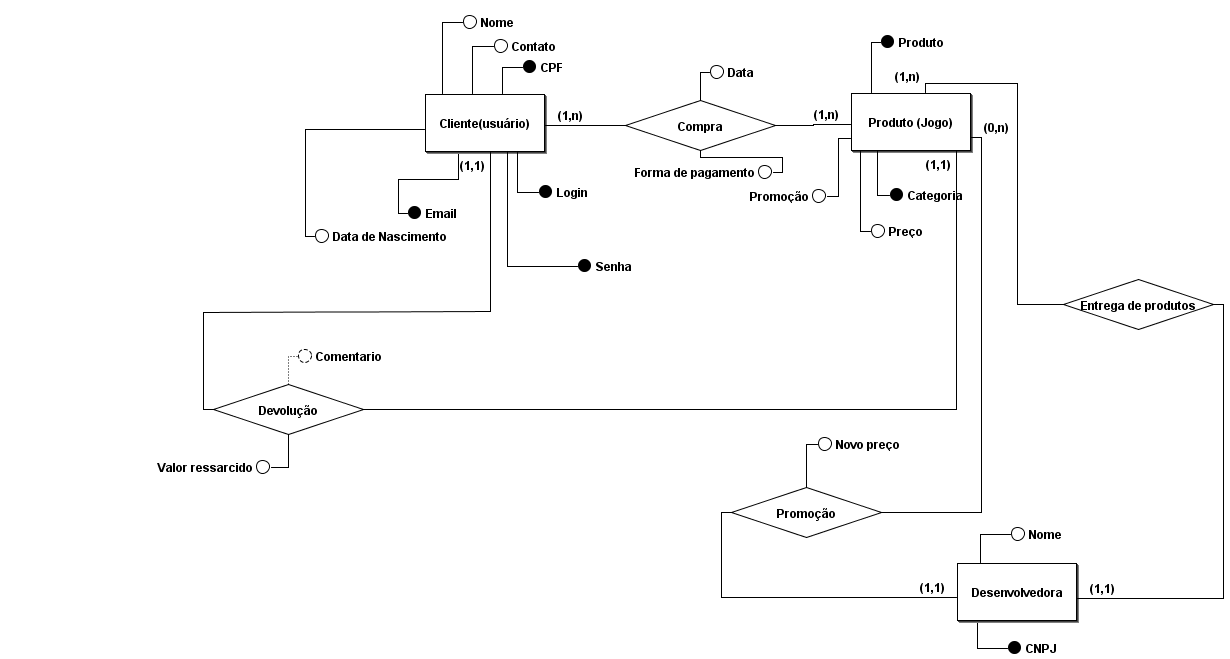 Nome
Contato
CPF
Cliente(usuário)
(1,n)
Data
Compra
Forma de pagamento
(1,n)
Produto
(1,n)
Produto (Jogo)
(0,n)
(1,1)
Promoção
Categoria
Preço
(1,1)
Login
Email
Data de Nascimento
Senha
Entrega de produtos
Comentario
Devolução
Valor ressarcido
Novo preço
Promoção
Nome
(1,1)
Desenvolvedora
(1,1)
CNPJ